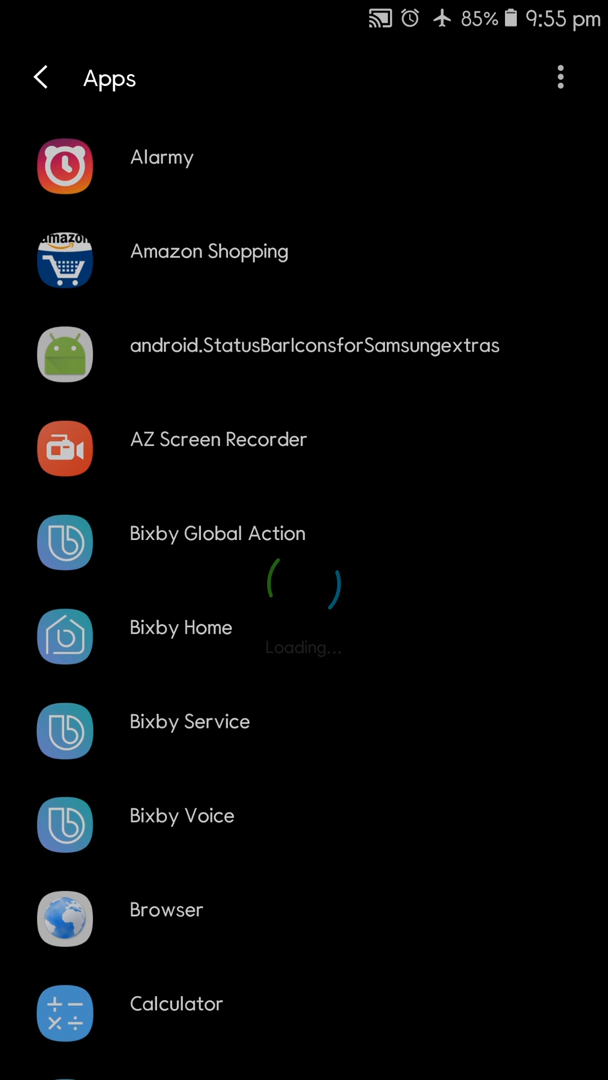 85% 9:55 pm
Apps
Alarmy
amazon
Amazon Shopping
android.StatusBarIconsforSamsungextras
AZ Screen Recorder
Bixby Global Action
Bixby Home
Loading...
Bixby Service
Bixby Voice
Browser
Calculator